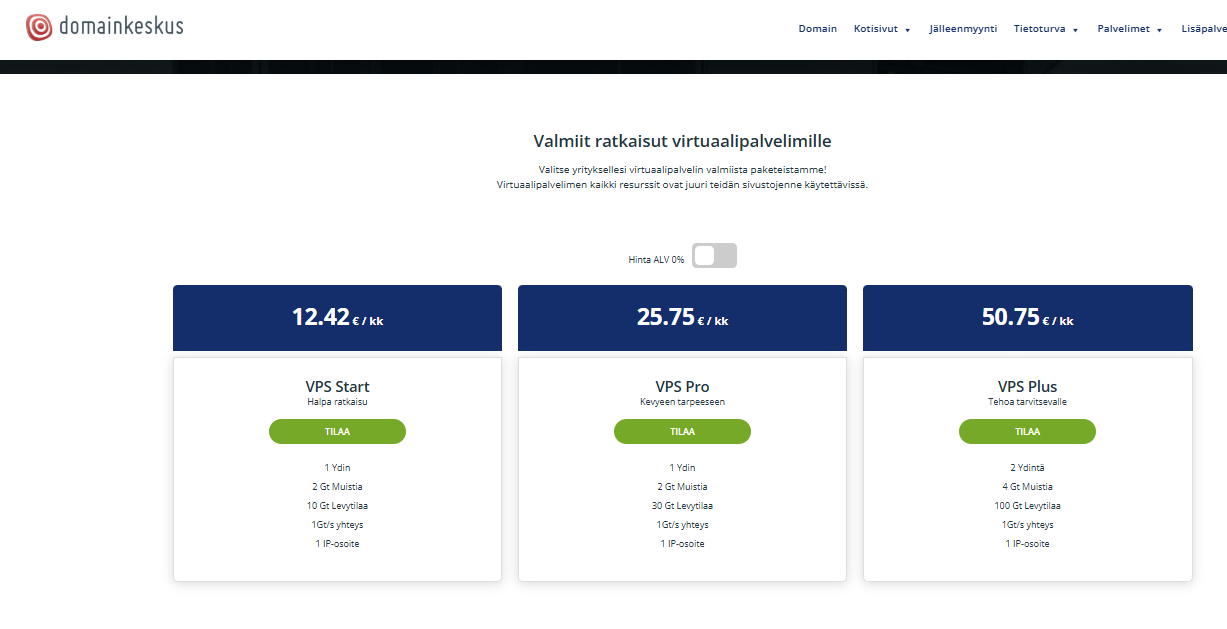 domainkeskus
Domain Kotisivut Jälleenmyynti Tietoturva Palvelimet Lisäpalve
Valmiit ratkaisut virtuaalipalvelimille
Valitse yrityksellesi virtuaalipalvelin valmiista paketeistamme!
Virtuaalipalvelimen kaikki resurssit ovat juuri teidän sivustojenne käytettävissä.
Hinta ALV 0%
12.42 € / kk
VPS Start
Halpa ratkaisu
TILAA
1 Ydin
2 Gt Muistia
10 Gt Levytilaa
1Gt/s yhteys
1 IP-osoite
25.75 € / kk
VPS Pro
Kevyeen tarpeeseen
TILAA
1 Ydin
2 Gt Muistia
30 Gt Levytilaa
1Gt/s yhteys
1 IP-osoite
50.75 € / kk
VPS Plus
Tehoa tarvitsevalle
TILAA
2 Ydintä
4 Gt Muistia
100 Gt Levytilaa
1Gt/s yhteys
1 IP-osoite